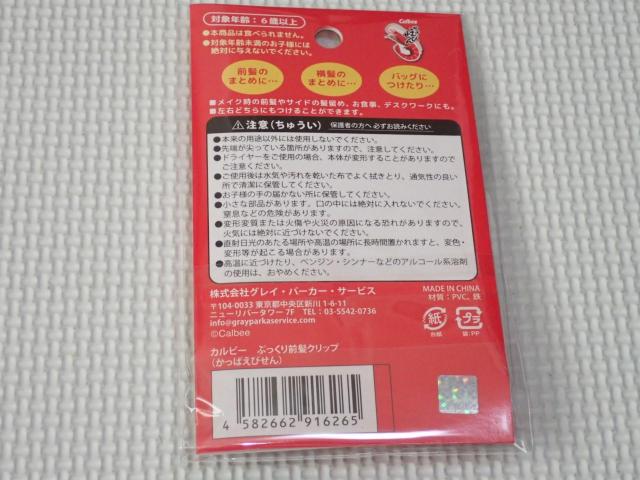 対象年齢：6歳以上
●本商品は食べられません。
●対象年齢未満のお子様には
絶対に与えないでください。
Calbee
前髪の
まとめに…
横髪の
まとめに…
バッグに
つけたり…
■メイク時の前髪やサイドの髪留め、お食事、デスクワークにも。
■左右どちらにもつけることができます。
注意(ちゅうい) 保護者の方へ 必ずお読みください
●本来の用途以外には使用しないでください。
●先端が尖っている箇所がありますので、注意してください。
●ドライヤーをご使用の場合、本体が変形することがありますので
ご注意ください。
●ご使用後は水気や汚れを乾いた布でよく拭きとり、通気性の良い
所で清潔に保管してください。
●お子様の手の届かない所に保管してください。
●小さな部品があります。口の中には絶対に入れないでください。
窒息などの危険があります。
●変形変質または火傷や火災の原因になる恐れがありますので、
火気には絶対に近づけないでください。
●直射日光のあたる場所や高温の場所に長時間置かれますと、変色・
変形等が起こる場合があります。
●高温に近づけたり、ベンジン・シンナーなどのアルコール系溶剤
の使用は、おやめください。
株式会社グレイ・パーカー・サービス
〒104-0033 東京都中央区新川1-6-11
ニューリバータワー7F TEL：03-5542-0736
info@grayparkaservice.com
©Calbee
MADE IN CHINA
材質：PVC、鉄
紙
台紙
プラ
袋:PP
カルビー ぷっくり前髪クリップ
(かっぱえびせん)
4 582662 916265